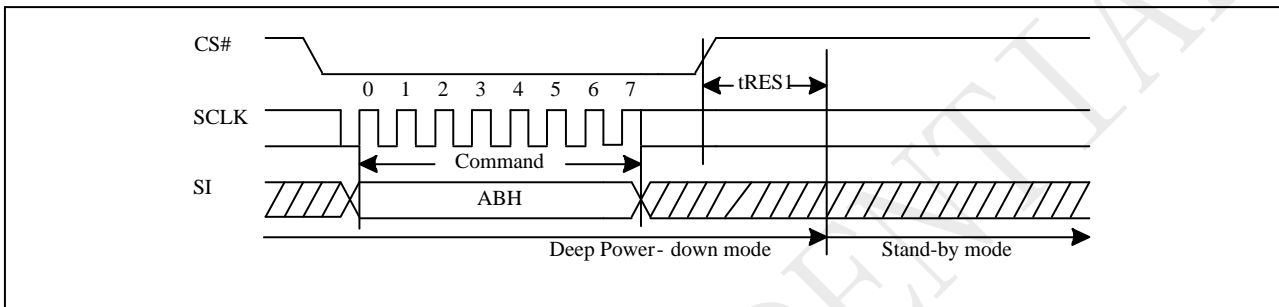 CS#
0 1 2 3 4 5 6 7
tRES1
SCLK
Command
SI
ABH
Deep Power- down mode
Stand-by mode
ENTIA